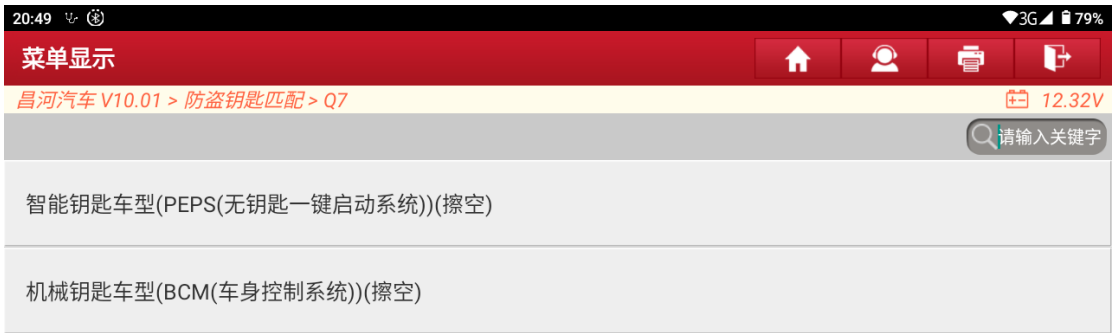 20:49 3G 79%
菜单显示
昌河汽车 V10.01 > 防盗钥匙匹配 > Q7 12.32V
请输入关键字
智能钥匙车型(PEPS(无钥匙一键启动系统))(擦空)
机械钥匙车型(BCM(车身控制系统))(擦空)